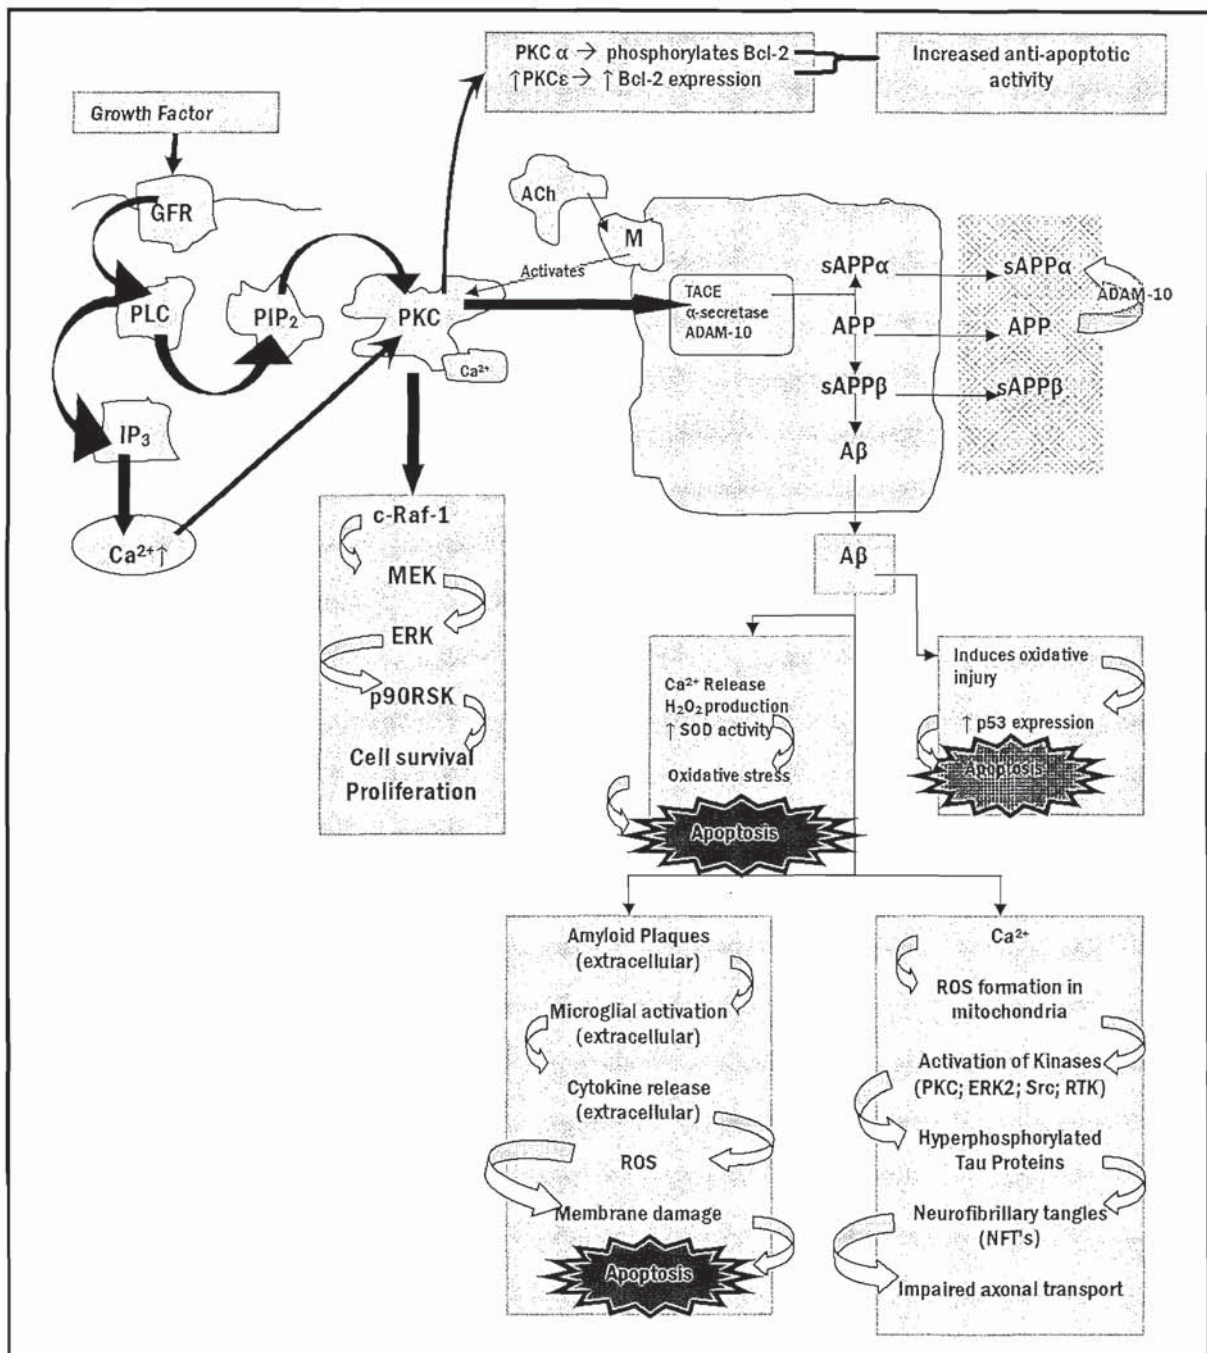 PKC α → phosphorylates Bcl-2
↑PKCε→ ↑ Bcl-2 expression
Increased anti-apoptotic
activity
Growth Factor
GFR
PLC
PIP₂
IP₃
Ca²⁺↑
PKC
Ca²⁺
ACh
M
Activates
TACE
α-secretase
ADAM-10
sAPPα
APP
sAPPβ
Aβ
sAPPα
APP
sAPPβ
ADAM-10
c-Raf-1
MEK
ERK
p90RSK
Cell survival
Proliferation
Aβ
Ca²⁺ Release
H₂O₂ production
↑ SOD activity
Oxidative stress
Apoptosis
Induces oxidative
injury
↑ p53 expression
Apoptosis
Amyloid Plaques
(extracellular)
Microglial activation
(extracellular)
Cytokine release
(extracellular)
ROS
Membrane damage
Apoptosis
Ca²⁺
ROS formation in
mitochondria
Activation of Kinases
(PKC; ERK2; Src; RTK)
Hyperphosphorylated
Tau Proteins
Neurofibrillary tangles
(NFT's)
Impaired axonal transport